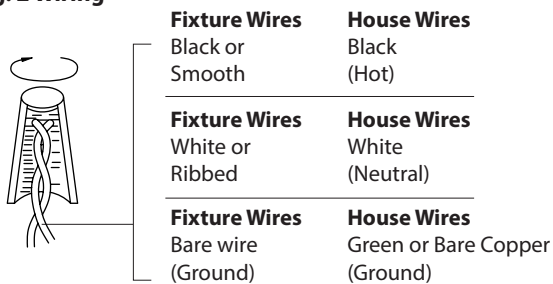 Wiring
Fixture Wires House Wires
Black or Black
Smooth (Hot)
Fixture Wires House Wires
White or White
Ribbed (Neutral)
Fixture Wires House Wires
Bare wire Green or Bare Copper
(Ground) (Ground)